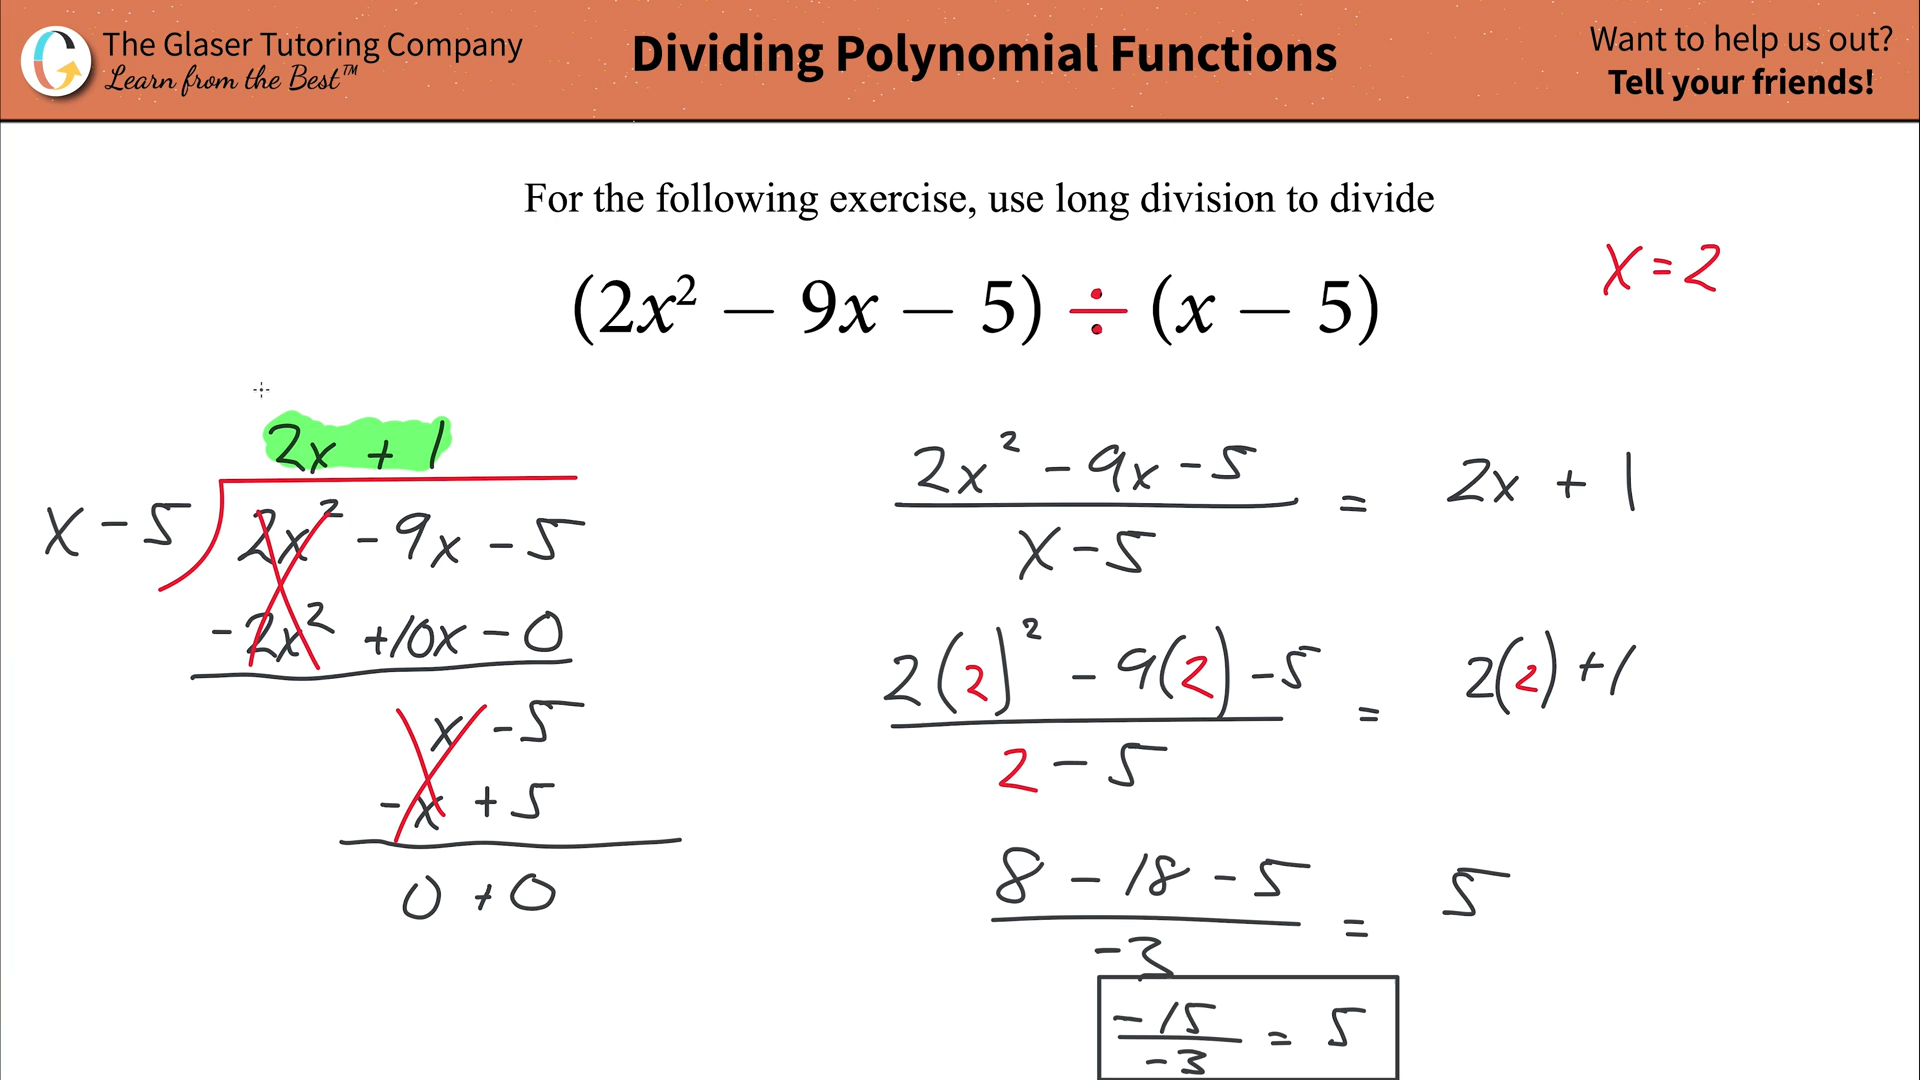 The Glaser Tutoring Company
Learn from the Best™
Dividing Polynomial Functions
Want to help us out?
Tell your friends!
For the following exercise, use long division to divide
(2x² − 9x − 5) ÷ (x − 5)
x = 2
2x + 1
x - 5
2x² - 9x - 5
- 2x² + 10x - 0
x - 5
- x + 5
0 + 0
2x² - 9x - 5
x - 5
= 2x + 1
2(2)² - 9(2) - 5
2 - 5
= 2(2) + 1
8 - 18 - 5
-3
= 5
-15
-3
= 5